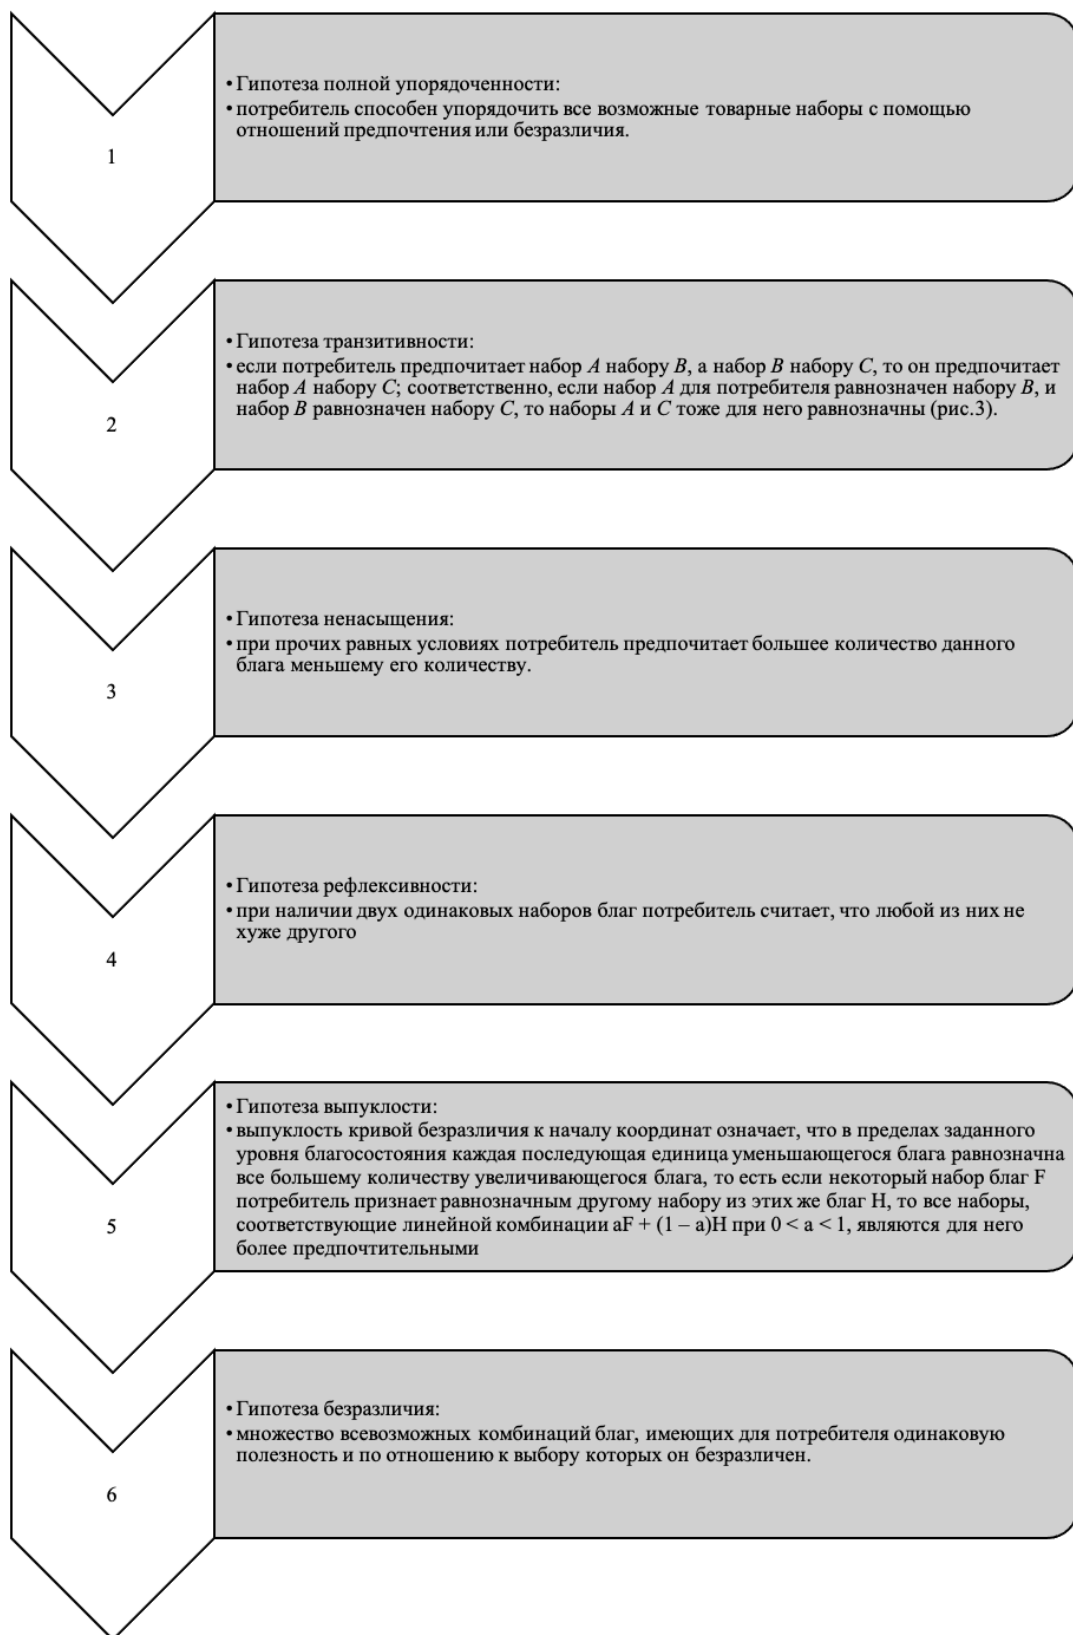 1
• Гипотеза полной упорядоченности:
• потребитель способен упорядочить все возможные товарные наборы с помощью
отношений предпочтения или безразличия.
2
• Гипотеза транзитивности:
• если потребитель предпочитает набор A набору B, а набор B набору C, то он предпочитает
набор A набору C; соответственно, если набор A для потребителя равнозначен набору B, и
набор B равнозначен набору C, то наборы A и C тоже для него равнозначны (рис.3).
3
• Гипотеза ненасыщения:
• при прочих равных условиях потребитель предпочитает большее количество данного
блага меньшему его количеству.
4
• Гипотеза рефлексивности:
• при наличии двух одинаковых наборов благ потребитель считает, что любой из них не
хуже другого
5
• Гипотеза выпуклости:
• выпуклость кривой безразличия к началу координат означает, что в пределах заданного
уровня благосостояния каждая последующая единица уменьшающегося блага равнозначна
все большему количеству увеличивающегося блага, то есть если некоторый набор благ F
потребитель признает равнозначным другому набору из этих же благ H, то все наборы,
соответствующие линейной комбинации aF + (1 – a)H при 0 < a < 1, являются для него
более предпочтительными
6
• Гипотеза безразличия:
• множество всевозможных комбинаций благ, имеющих для потребителя одинаковую
полезность и по отношению к выбору которых он безразличен.